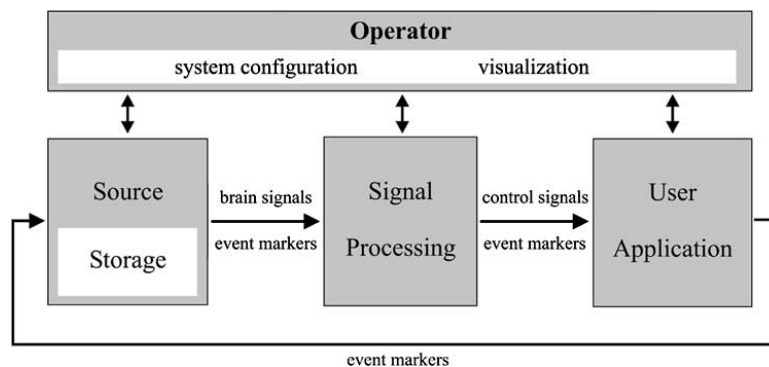 Operator
system configuration visualization
Source
Storage
brain signals
event markers
Signal
Processing
control signals
event markers
User
Application
event markers